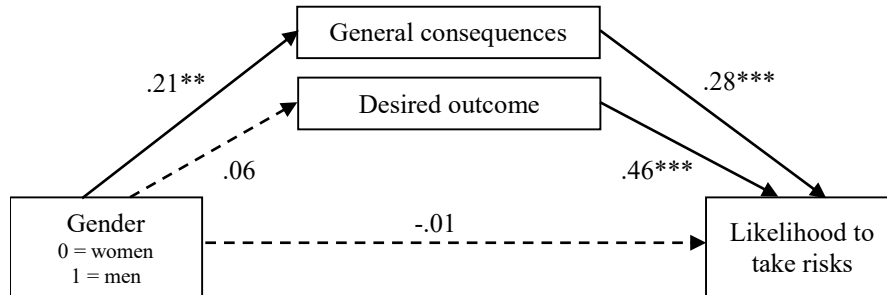 General consequences
.21**
.28***
Desired outcome
.06
.46***
Gender
0 = women
1 = men
-.01
Likelihood to
take risks